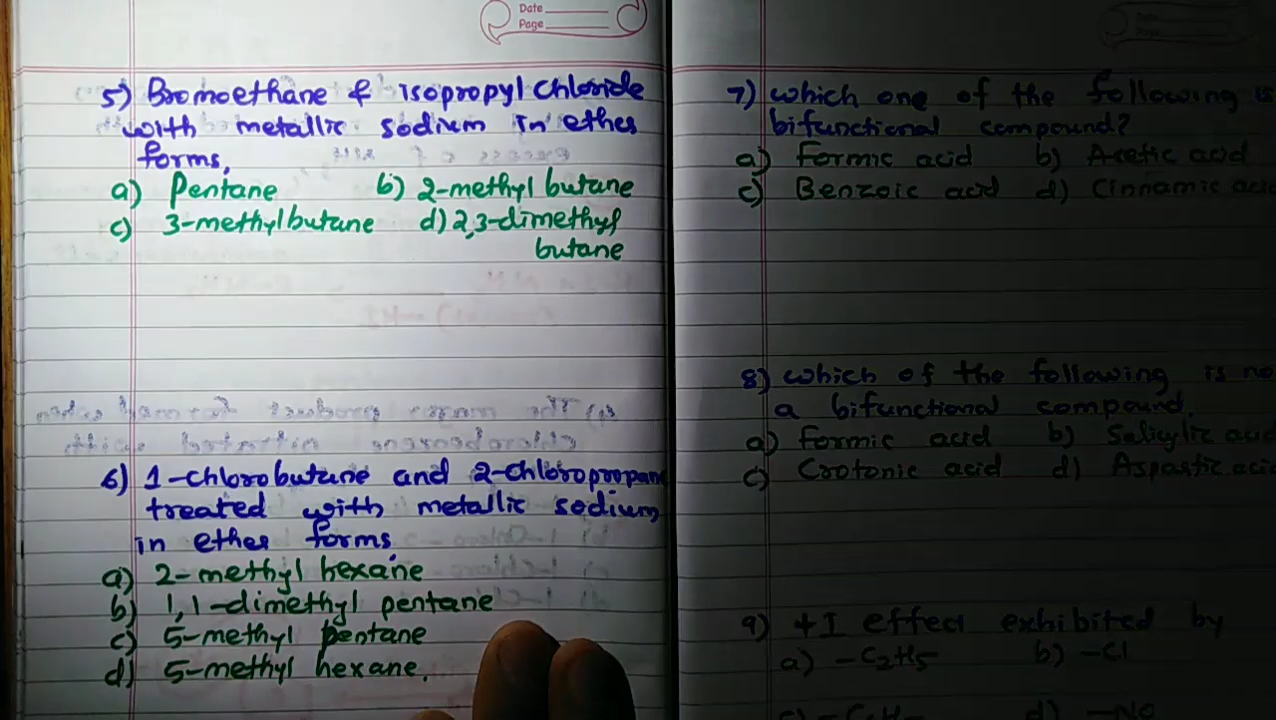 Date
Page
5) Bromoethane & isopropyl chloride
with metallic sodium in ether
forms,
a) Pentane b) 2-methyl butane
c) 3-methylbutane d) 2,3-dimethyl
butane
6) 1-chlorobutane and 2-chloropropane
treated with metallic sodium
in ether forms,
a) 2-methyl hexane
b) 1,1-dimethyl pentane
c) 5-methyl pentane
d) 5-methyl hexane.
7) which one of the following is
bifunctional compound?
a) Formic acid b) Acetic acid
c) Benzoic acid d) Cinnamic acid
8) which of the following is no
a bifunctional compound.
a) Formic acid b) Salicylic acid
c) Crotonic acid d) Aspartic acid
9) +I effect exhibited by
a) -C2H5 b) -Cl
d) -No